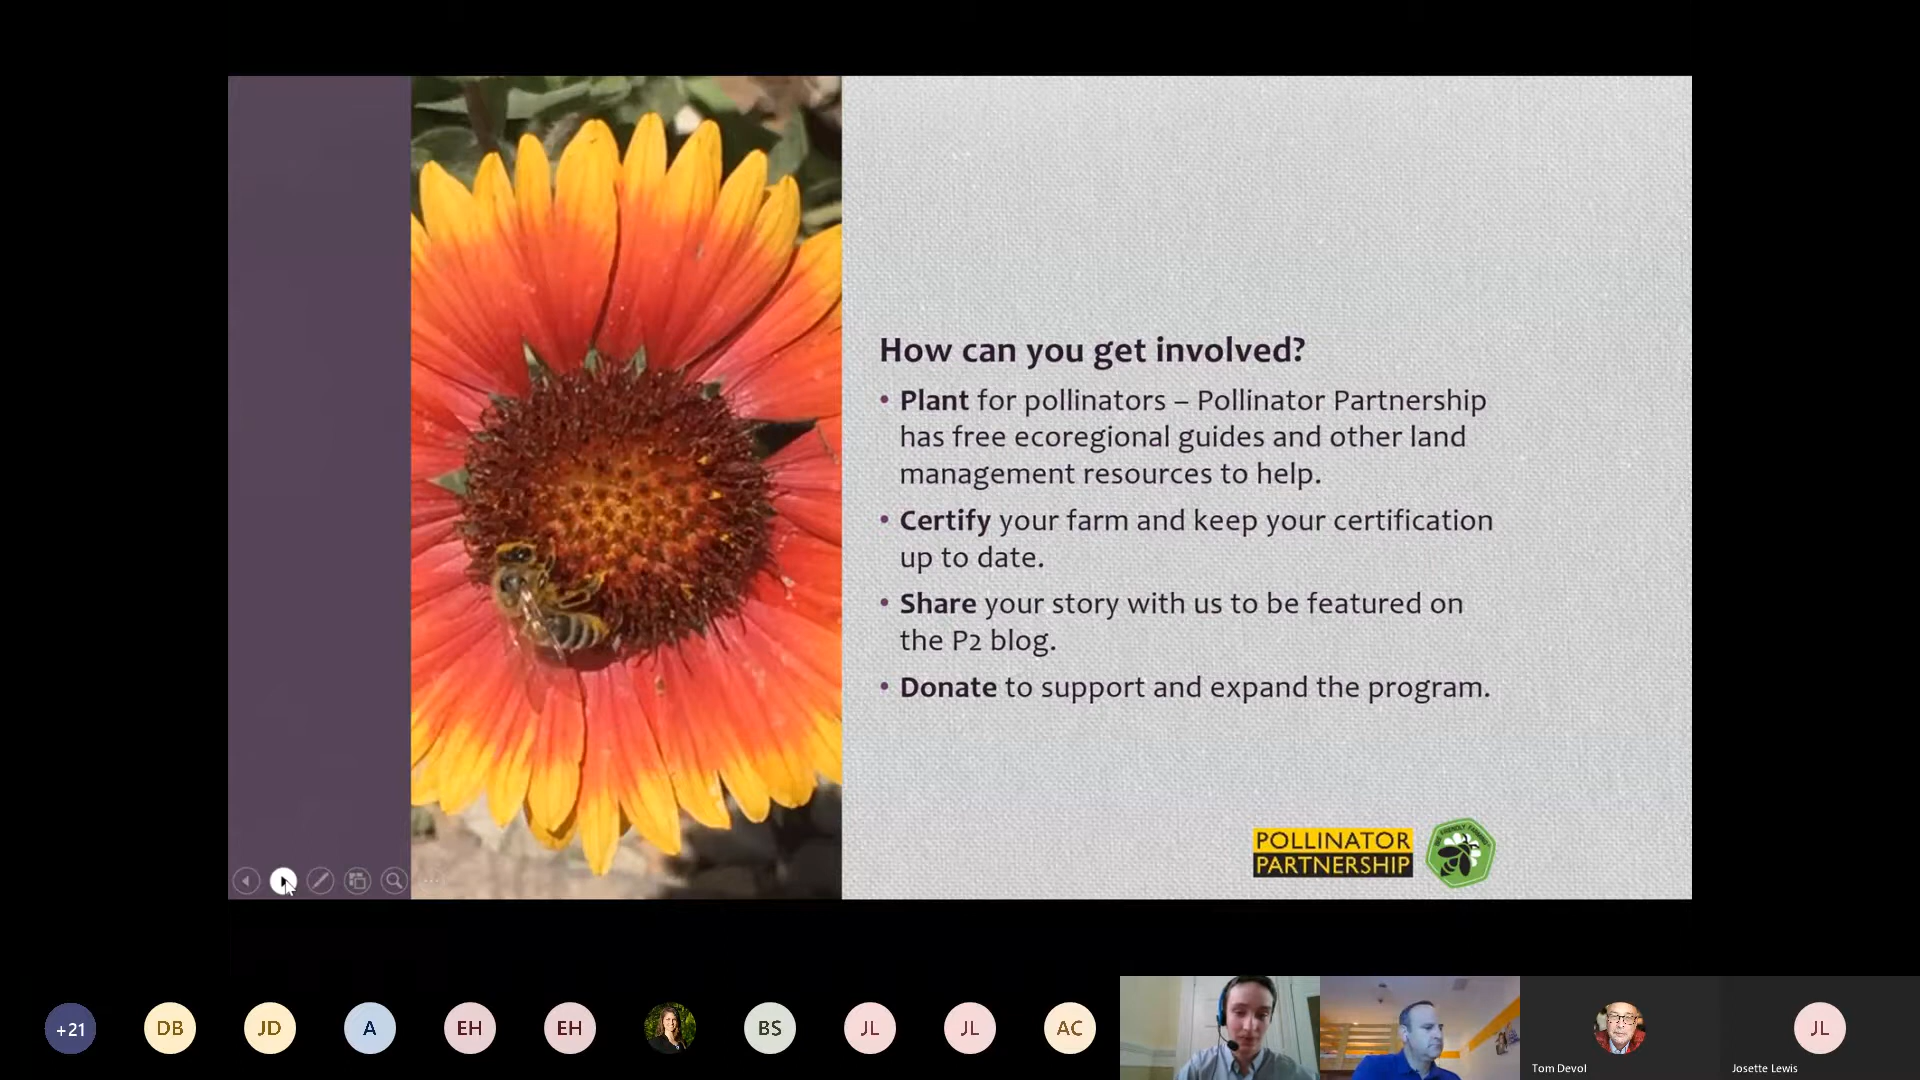 How can you get involved?
• Plant for pollinators – Pollinator Partnership
has free ecoregional guides and other land
management resources to help.
• Certify your farm and keep your certification
up to date.
• Share your story with us to be featured on
the P2 blog.
• Donate to support and expand the program.
POLLINATOR
PARTNERSHIP
BEE FRIENDLY FARMING
+21
DB
JD
A
EH
EH
BS
JL
JL
AC
JL
Tom Devol
Josette Lewis